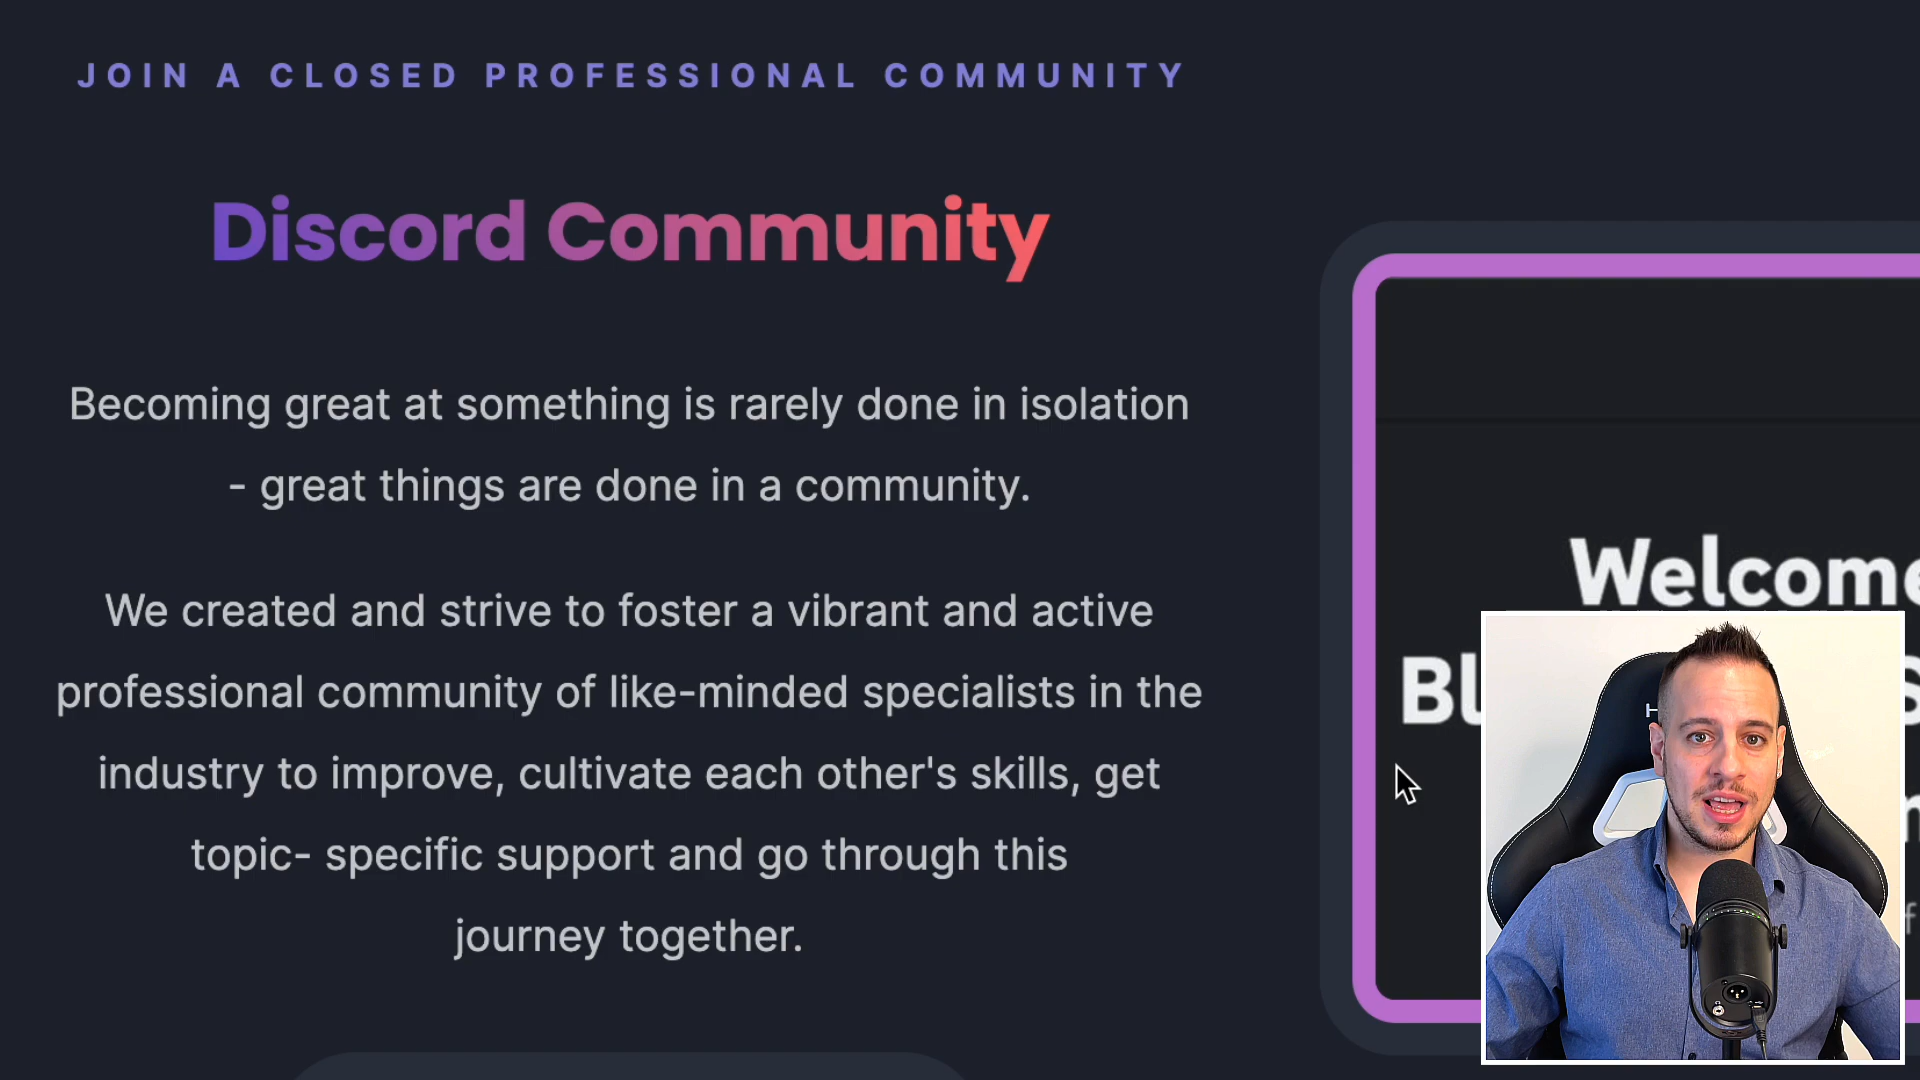 JOIN A CLOSED PROFESSIONAL COMMUNITY
Discord Community
Becoming great at something is rarely done in isolation
- great things are done in a community.
We created and strive to foster a vibrant and active
professional community of like-minded specialists in the
industry to improve, cultivate each other's skills, get
topic- specific support and go through this
journey together.
Welcome